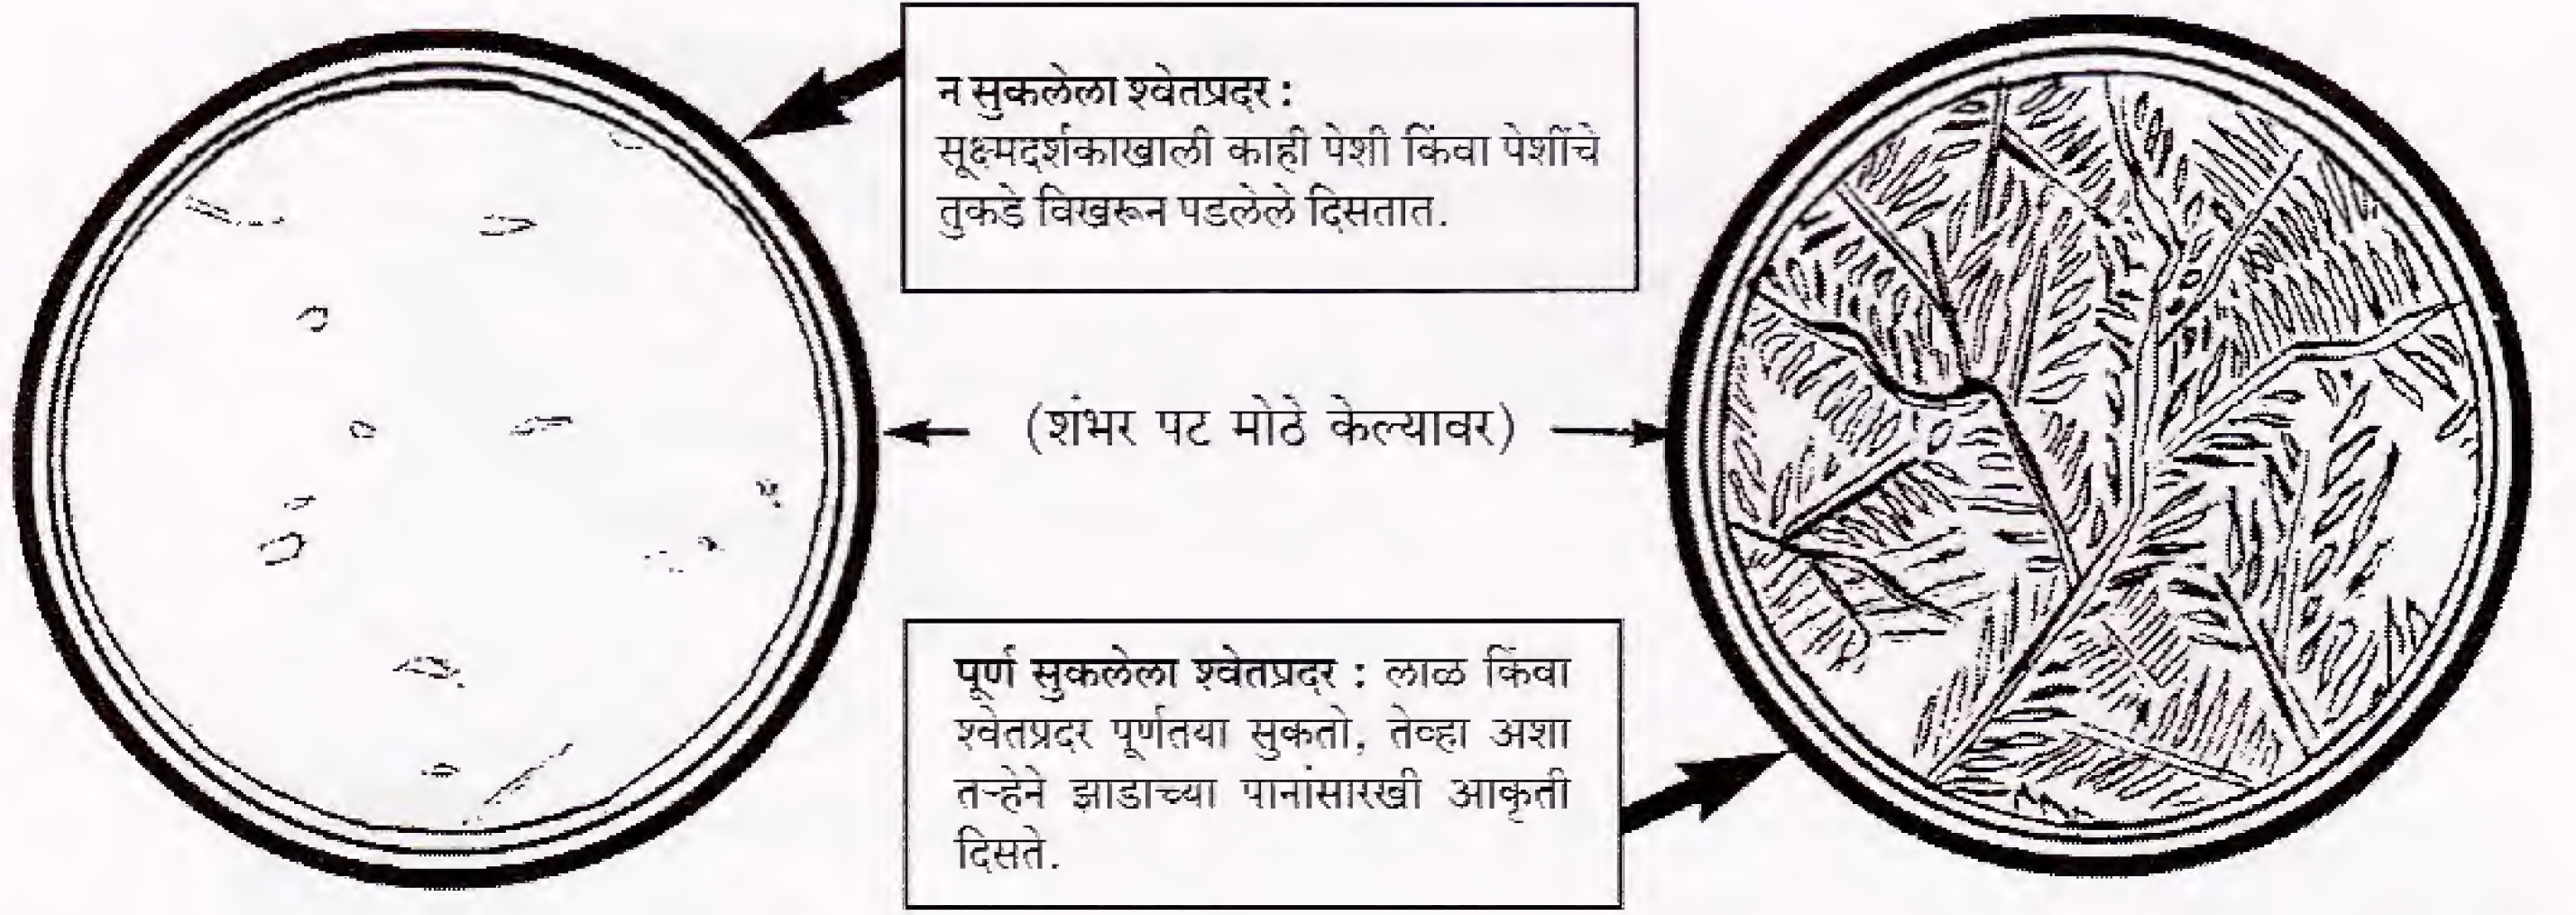 न सुकलेला श्वेतप्रदर :
सूक्ष्मदर्शकाखाली काही पेशी किंवा पेशींचे
तुकडे विखरून पडलेले दिसतात.
(शंभर पट मोठे केल्यावर)
पूर्ण सुकलेला श्वेतप्रदर : लाळ किंवा
श्वेतप्रदर पूर्णतया सुकतो, तेव्हा अशा
तऱ्हेने झाडाच्या पानांसारखी आकृती
दिसते.